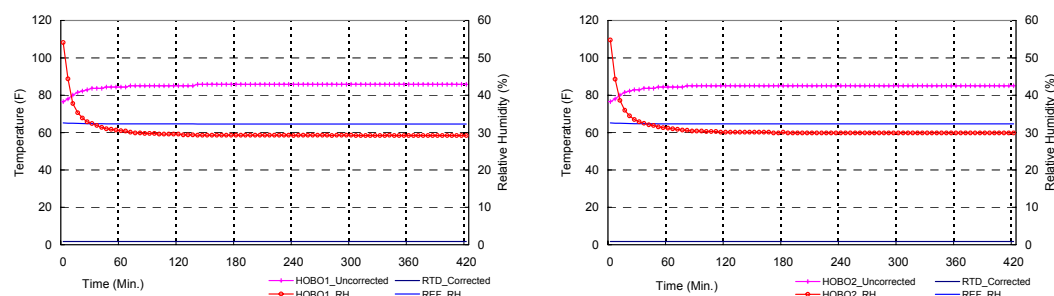 120
100
80
60
40
20
0
Temperature (F)
60
50
40
30
20
10
0
Relative Humidity (%)
0 60 120 180 240 300 360 420
Time (Min.)
HOBO1_Uncorrected RTD_Corrected
HOBO1_RH REF_RH
120
100
80
60
40
20
0
Temperature (F)
60
50
40
30
20
10
0
Relative Humidity (%)
0 60 120 180 240 300 360 420
Time (Min.)
HOBO2_Uncorrected RTD_Corrected
HOBO2_RH REF_RH